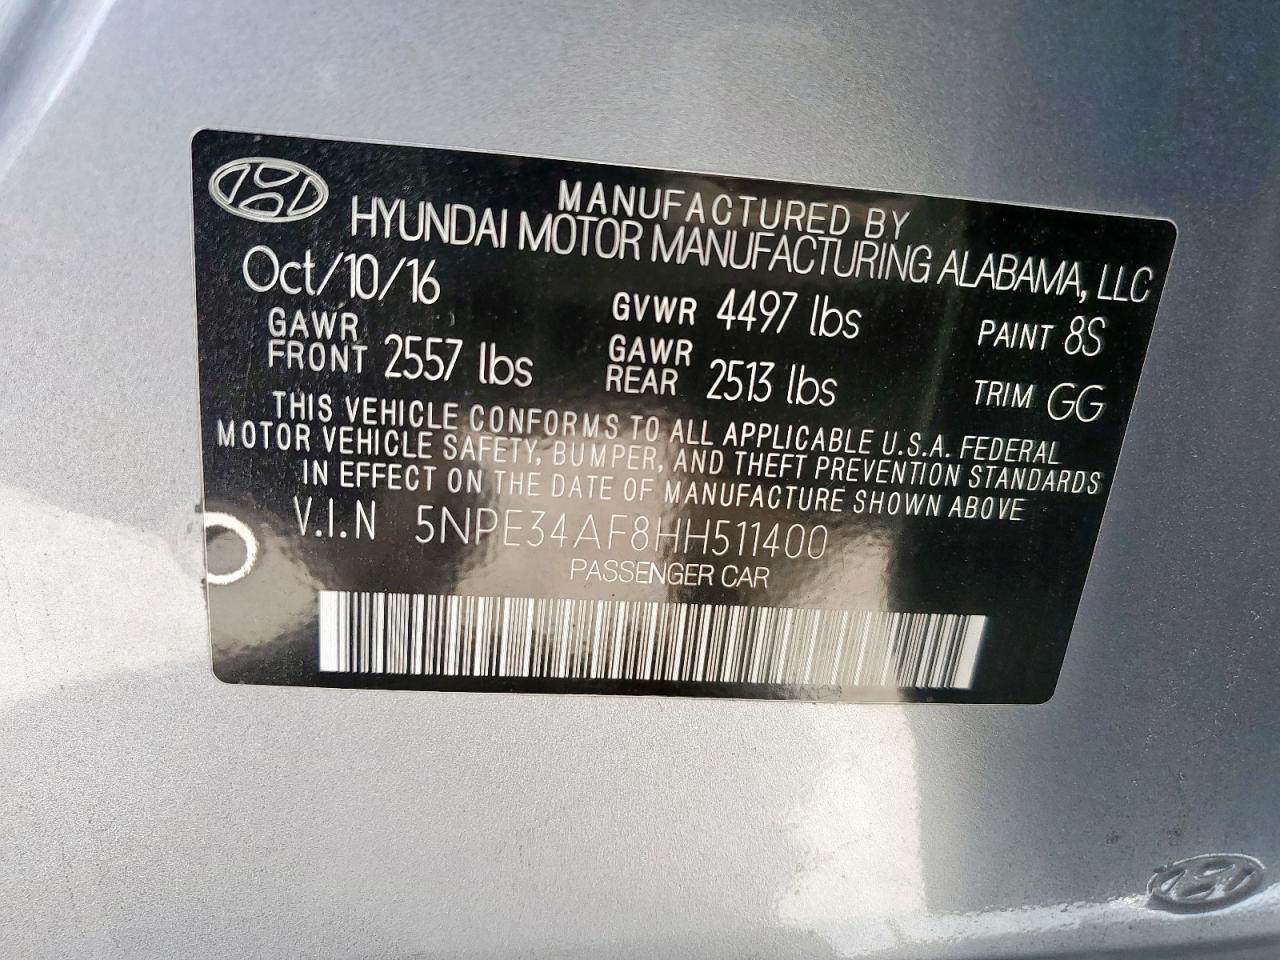 MANUFACTURED BY
HYUNDAI MOTOR MANUFACTURING ALABAMA, LLC
Oct/10/16 GVWR 4497 lbs PAINT 8S
GAWR FRONT 2557 lbs GAWR REAR 2513 lbs TRIM GG
THIS VEHICLE CONFORMS TO ALL APPLICABLE U.S.A. FEDERAL
MOTOR VEHICLE SAFETY, BUMPER, AND THEFT PREVENTION STANDARDS
IN EFFECT ON THE DATE OF MANUFACTURE SHOWN ABOVE
V.I.N 5NPE34AF8HH511400
PASSENGER CAR